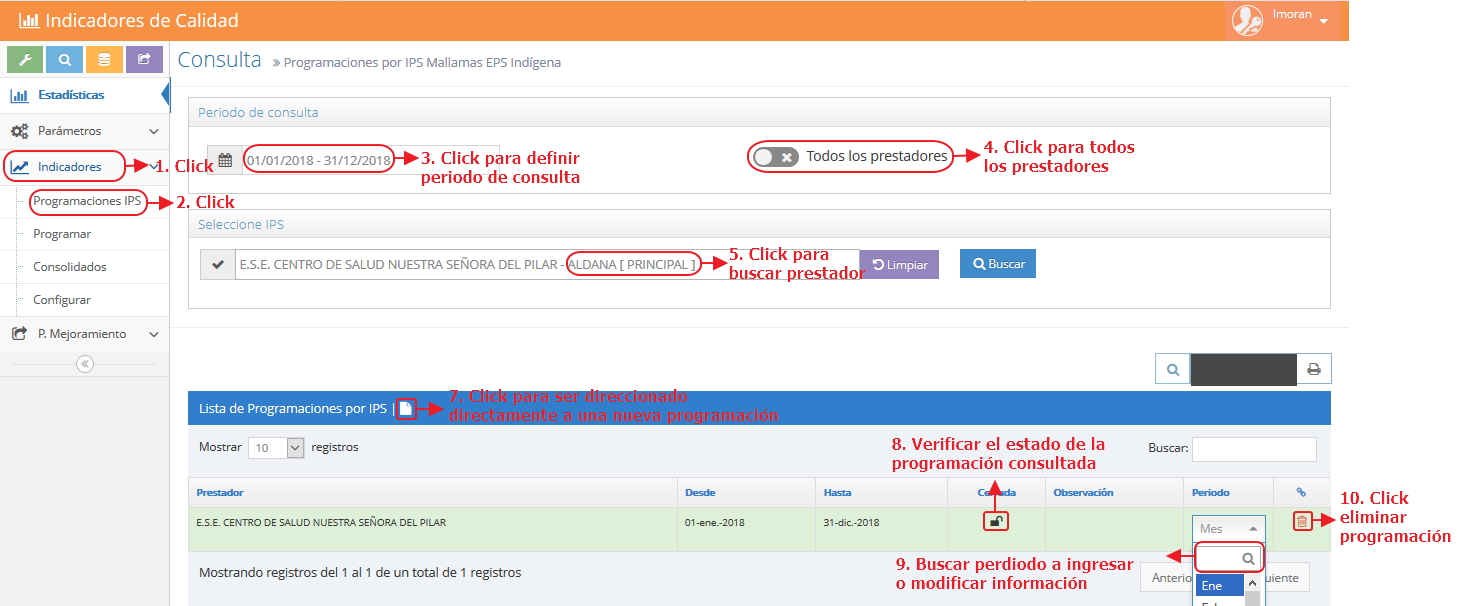 Indicadores de Calidad
lmoran
Consulta » Programaciones por IPS Mallamas EPS Indígena
Estadísticas
Parámetros
Indicadores
1. Click
Programaciones IPS
2. Click
Programar
Consolidados
Configurar
P. Mejoramiento
Periodo de consulta
01/01/2018 - 31/12/2018
3. Click para definir
periodo de consulta
Todos los prestadores
4. Click para todos
los prestadores
Seleccione IPS
E.S.E. CENTRO DE SALUD NUESTRA SEÑORA DEL PILAR - ALDANA [ PRINCIPAL ]
5. Click para
buscar prestador
Limpiar
Buscar
Lista de Programaciones por IPS
7. Click para ser direccionado
directamente a una nueva programación
Mostrar 10 registros
8. Verificar el estado de la
programación consultada
Buscar:
Prestador Desde Hasta Observación Periodo
E.S.E. CENTRO DE SALUD NUESTRA SEÑORA DEL PILAR 01-ene.-2018 31-dic.-2018 Mes
10. Click
eliminar
programación
Mostrando registros del 1 al 1 de un total de 1 registros
9. Buscar perdiodo a ingresar
o modificar información
Ene